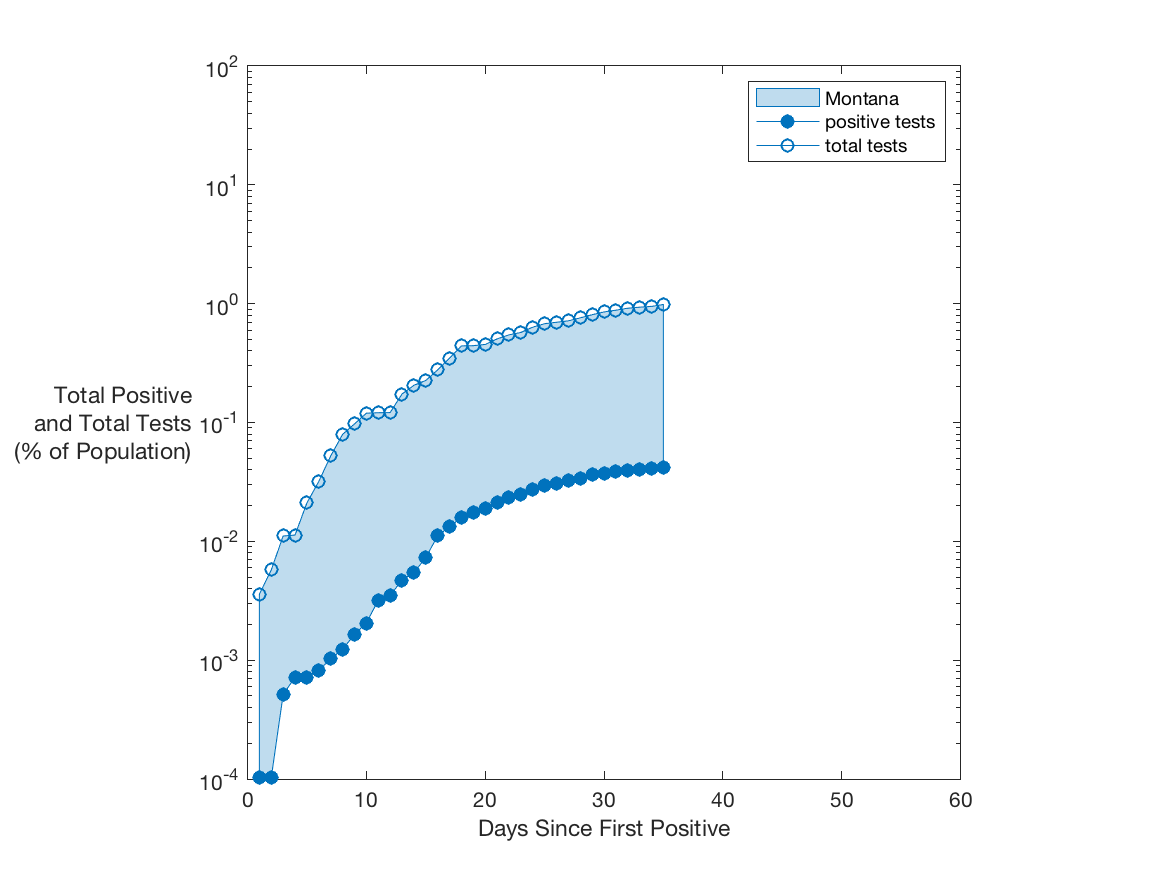 10^2
10^1
10^0
10^-1
10^-2
10^-3
10^-4
Total Positive
and Total Tests
(% of Population)
Montana
positive tests
total tests
0 10 20 30 40 50 60
Days Since First Positive